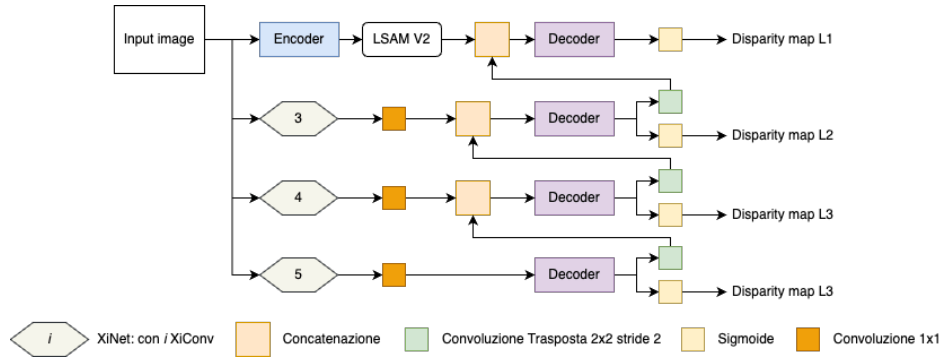 Input image
Encoder
LSAM V2
Decoder
Disparity map L1
3
Decoder
Disparity map L2
4
Decoder
Disparity map L3
5
Decoder
Disparity map L3
i
XiNet: con i XiConv
Concatenazione
Convoluzione Trasposta 2x2 stride 2
Sigmoide
Convoluzione 1x1